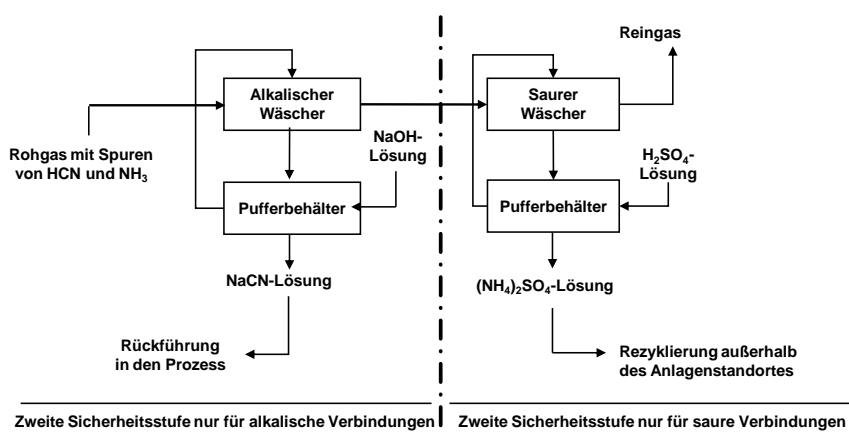 Reingas
Alkalischer
Wäscher
Saurer
Wäscher
Rohgas mit Spuren
von HCN und NH₃
NaOH-
Lösung
H₂SO₄-
Lösung
Pufferbehälter
Pufferbehälter
NaCN-Lösung
(NH₄)₂SO₄-Lösung
Rückführung
in den Prozess
Rezyklierung außerhalb
des Anlagenstandortes
Zweite Sicherheitsstufe nur für alkalische Verbindungen
Zweite Sicherheitsstufe nur für saure Verbindungen